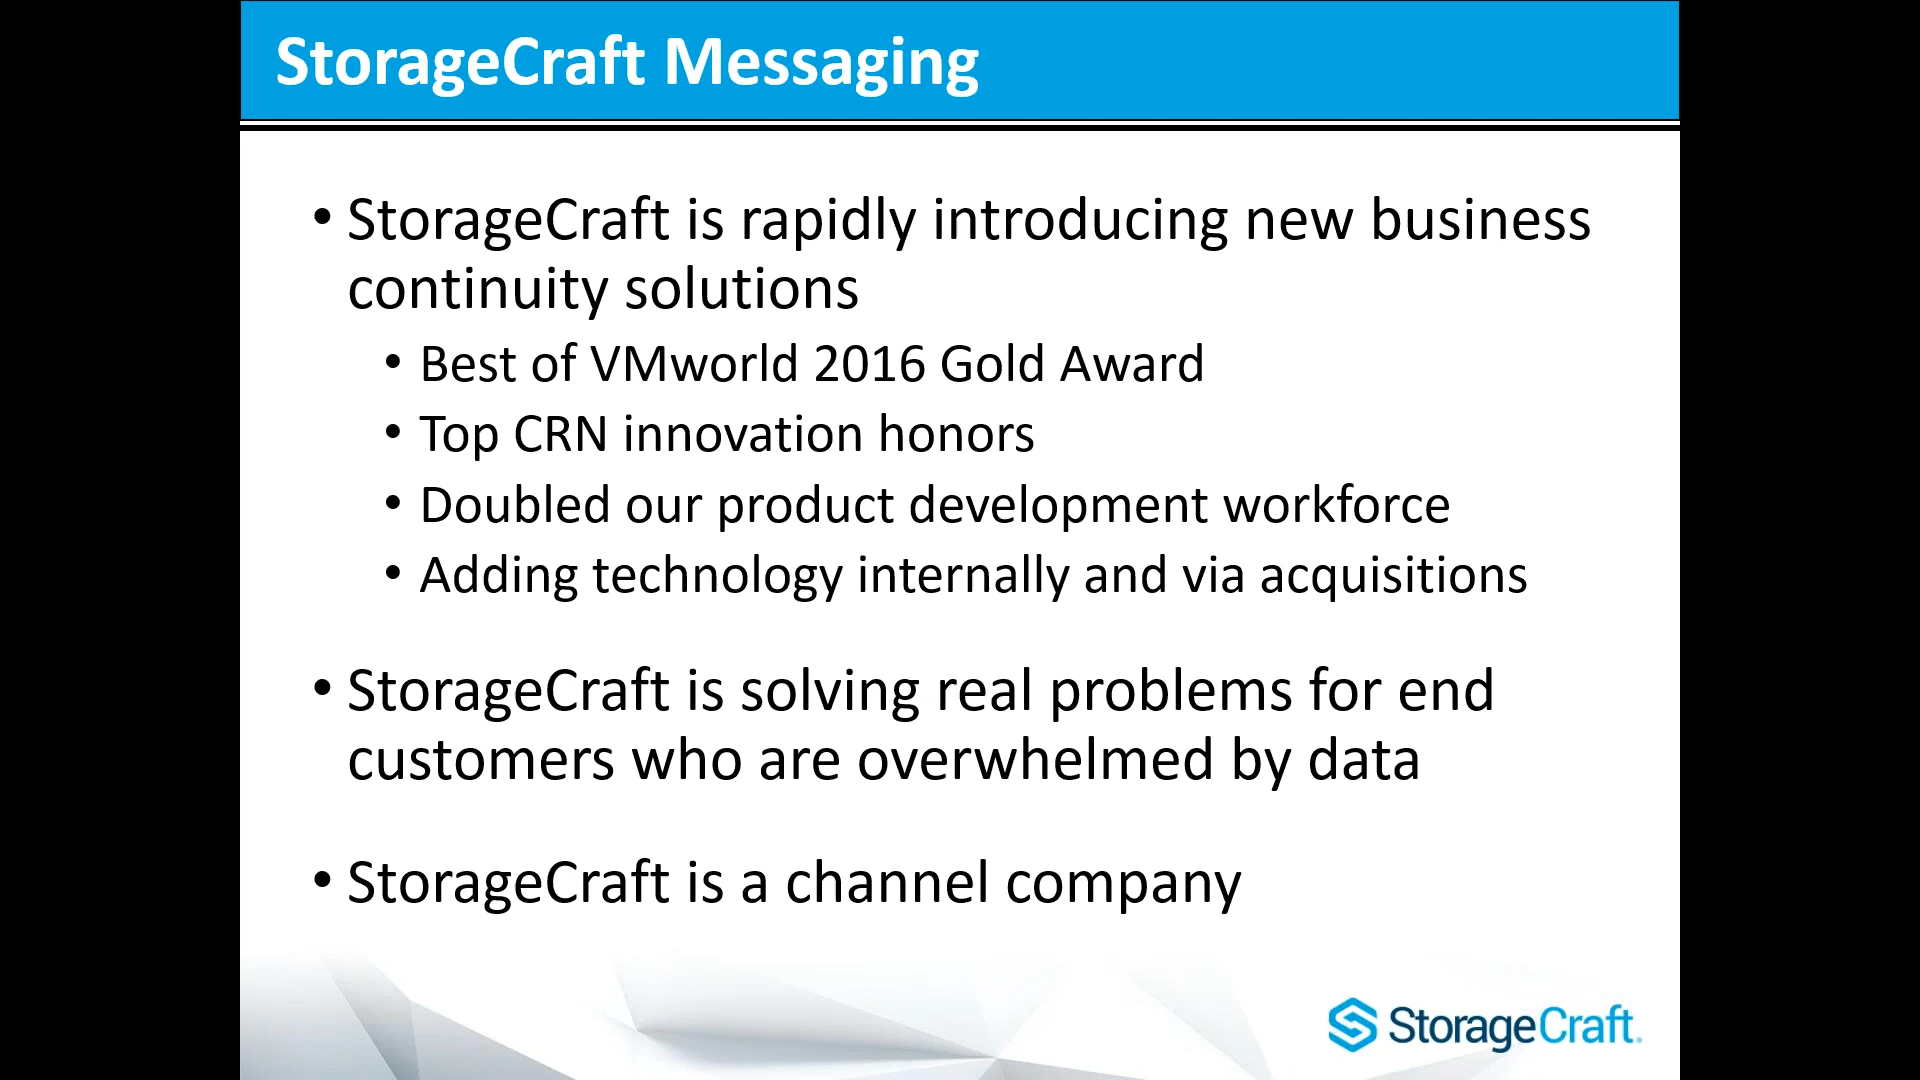 StorageCraft Messaging
• StorageCraft is rapidly introducing new business
continuity solutions
• Best of VMworld 2016 Gold Award
• Top CRN innovation honors
• Doubled our product development workforce
• Adding technology internally and via acquisitions
• StorageCraft is solving real problems for end
customers who are overwhelmed by data
• StorageCraft is a channel company
StorageCraft